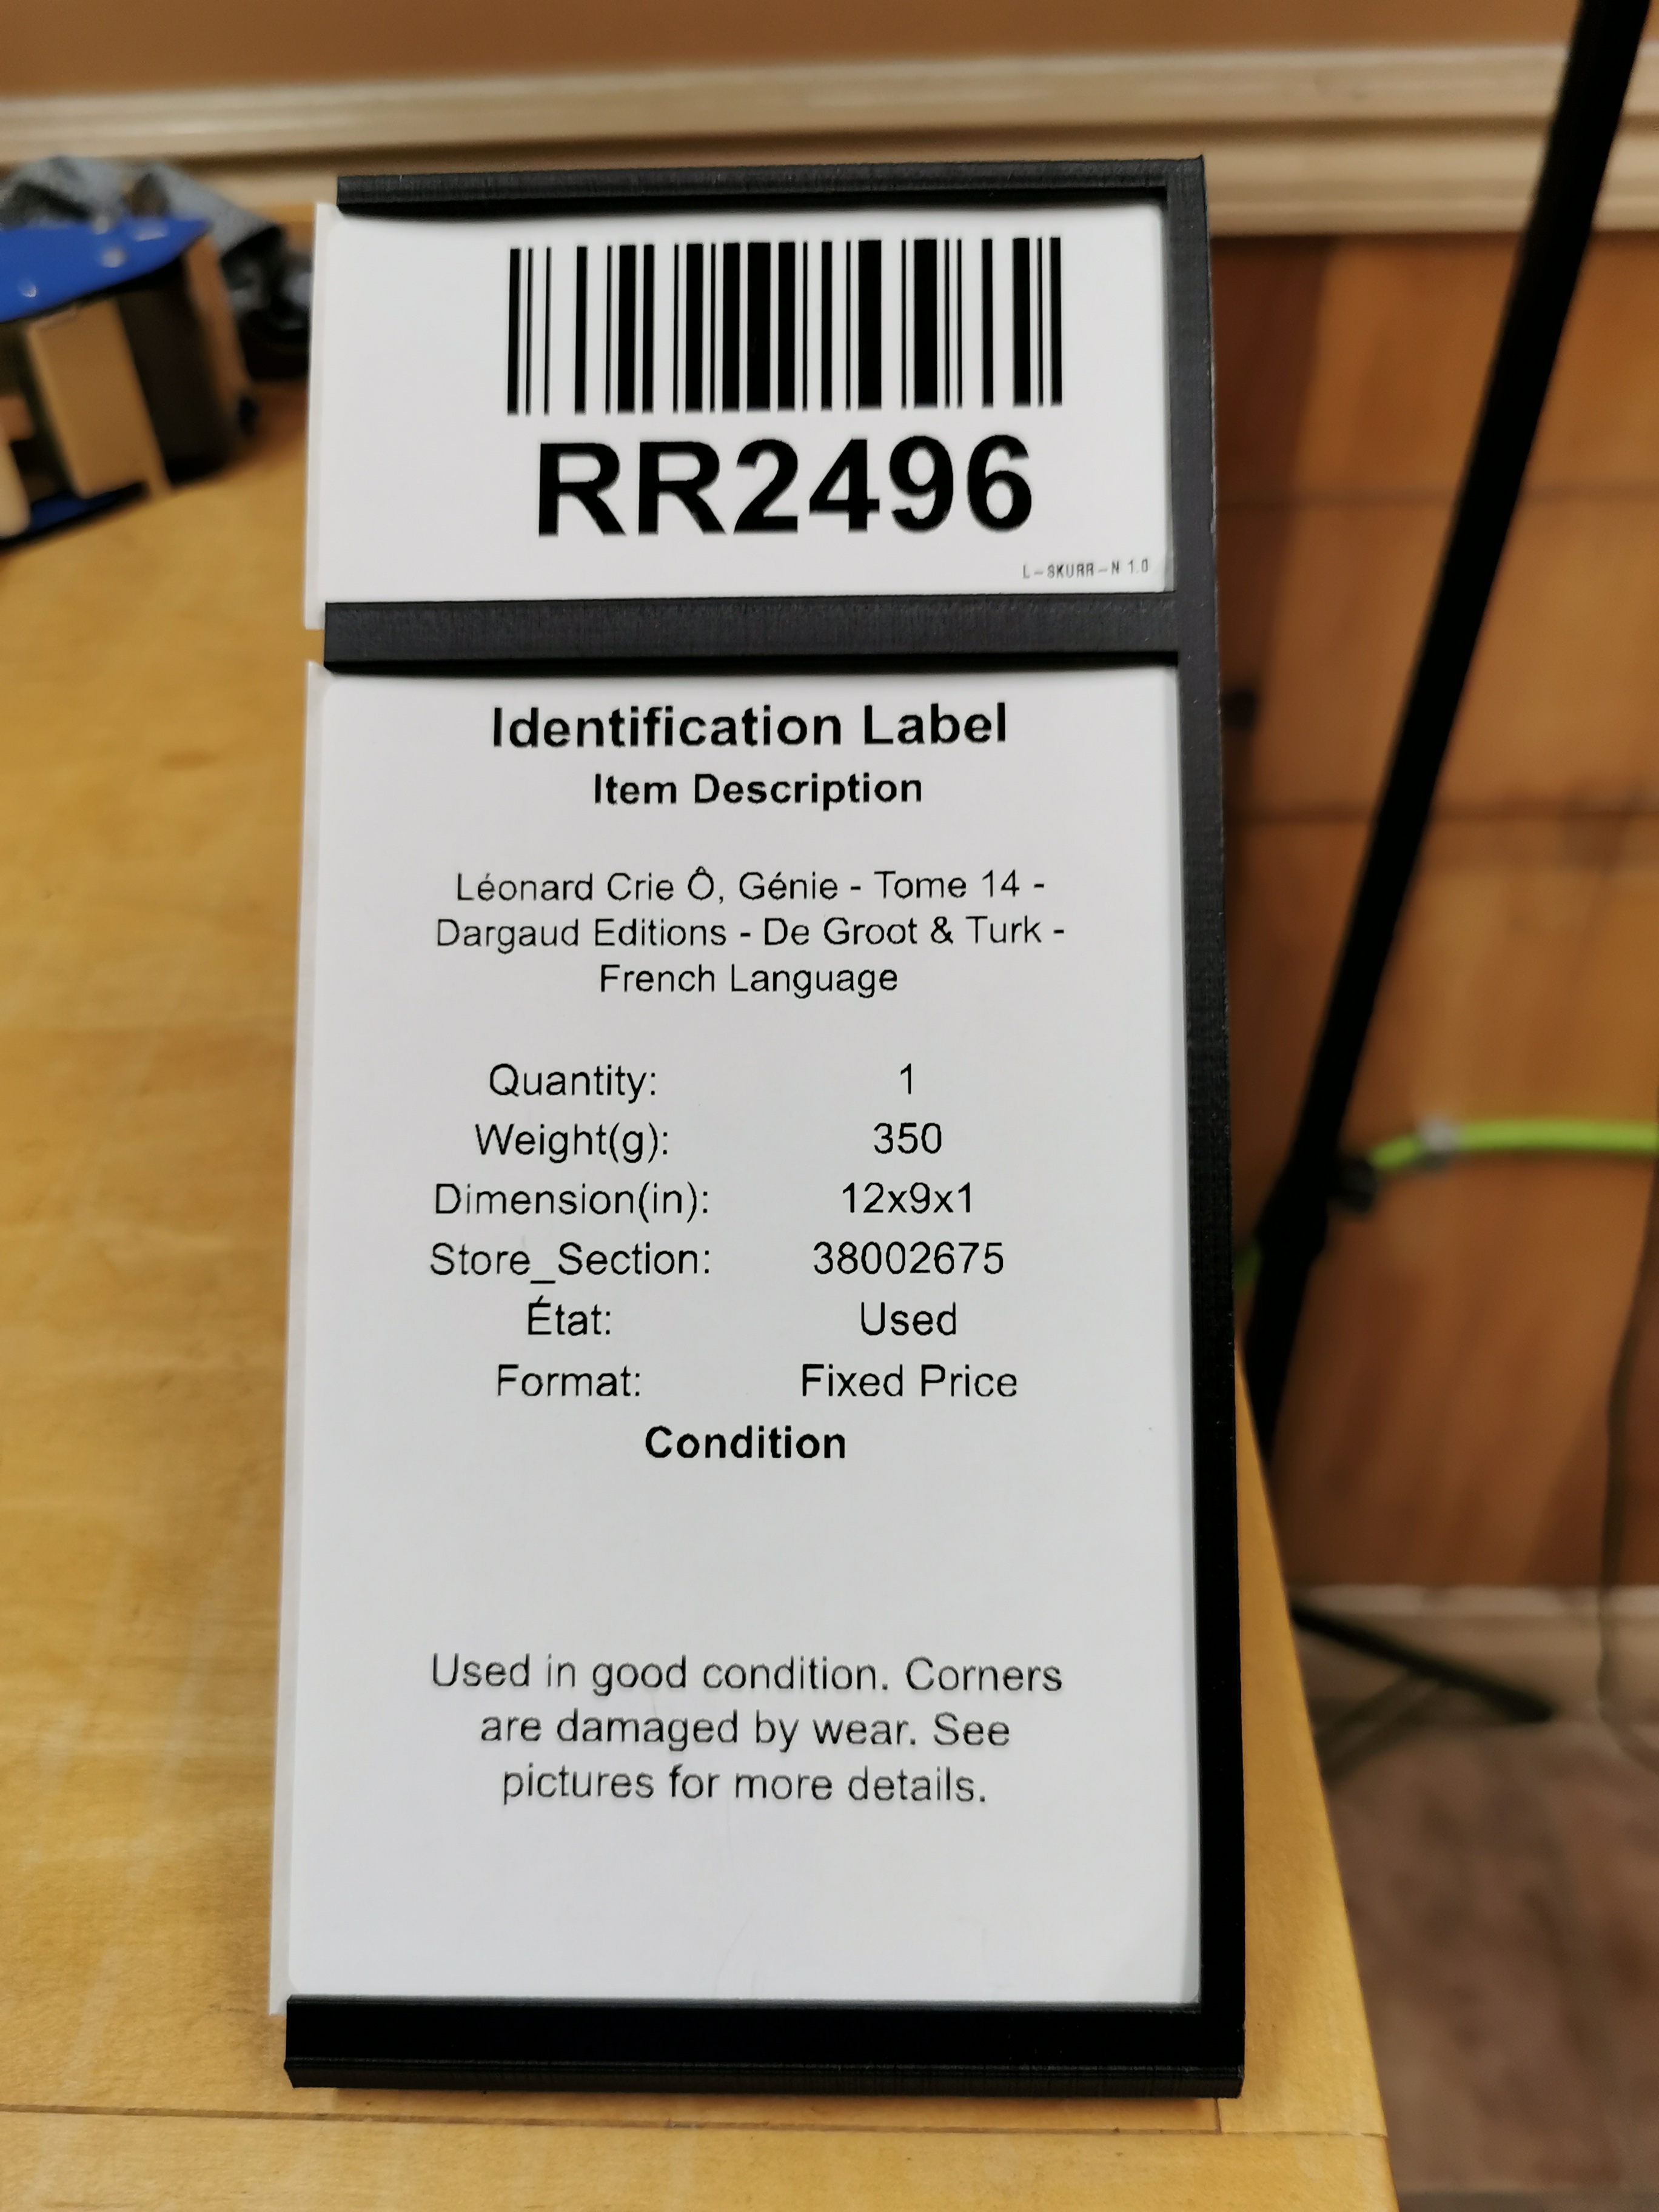 RR2496
L-SKURR-N 1.0
Identification Label
Item Description
Léonard Crie Ô, Génie - Tome 14 -
Dargaud Editions - De Groot & Turk -
French Language
Quantity: 1
Weight(g): 350
Dimension(in): 12x9x1
Store_Section: 38002675
État: Used
Format: Fixed Price
Condition
Used in good condition. Corners
are damaged by wear. See
pictures for more details.